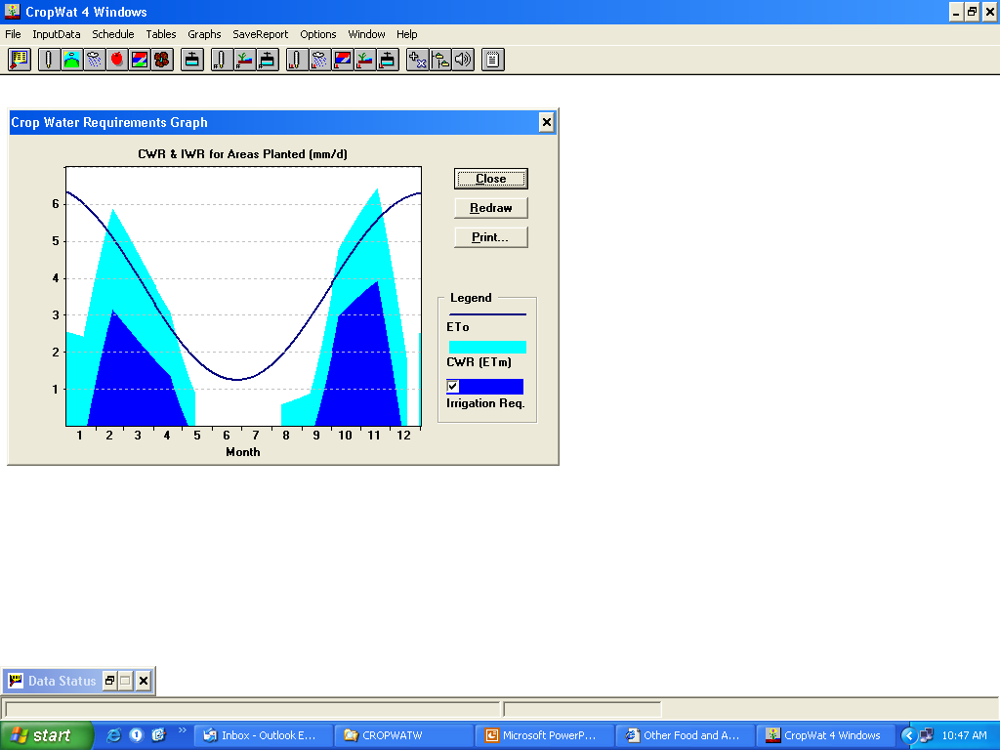 CropWat 4 Windows
File InputData Schedule Tables Graphs SaveReport Options Window Help
Crop Water Requirements Graph
CWR & IWR for Areas Planted (mm/d)
6
5
4
3
2
1
1 2 3 4 5 6 7 8 9 10 11 12
Month
Close
Redraw
Print...
Legend
ETo
CWR (ETm)
Irrigation Req.
Data Status
start
Inbox - Outlook E...
CROPWATW
Microsoft PowerP...
Other Food and A...
CropWat 4 Windows
10:47 AM